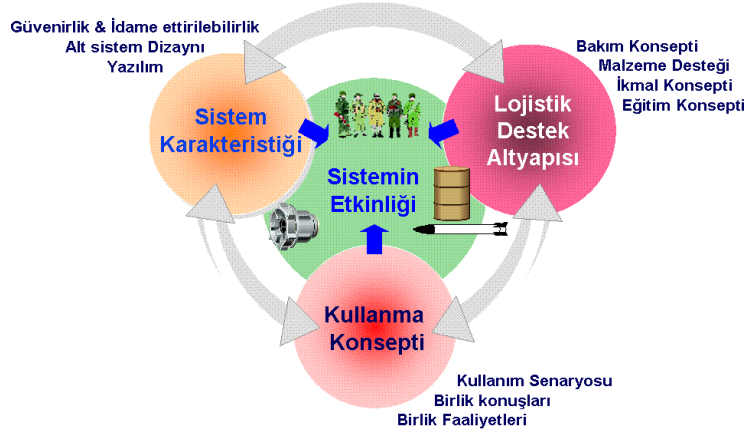 Güvenirlik & İdame ettirilebilirlik
Alt sistem Dizaynı
Yazılım
Bakım Konsepti
Malzeme Desteği
İkmal Konsepti
Eğitim Konsepti
Sistem
Karakteristiği
Lojistik
Destek
Altyapısı
Sistemin
Etkinliği
Kullanma
Konsepti
Kullanım Senaryosu
Birlik konuşları
Birlik Faaliyetleri